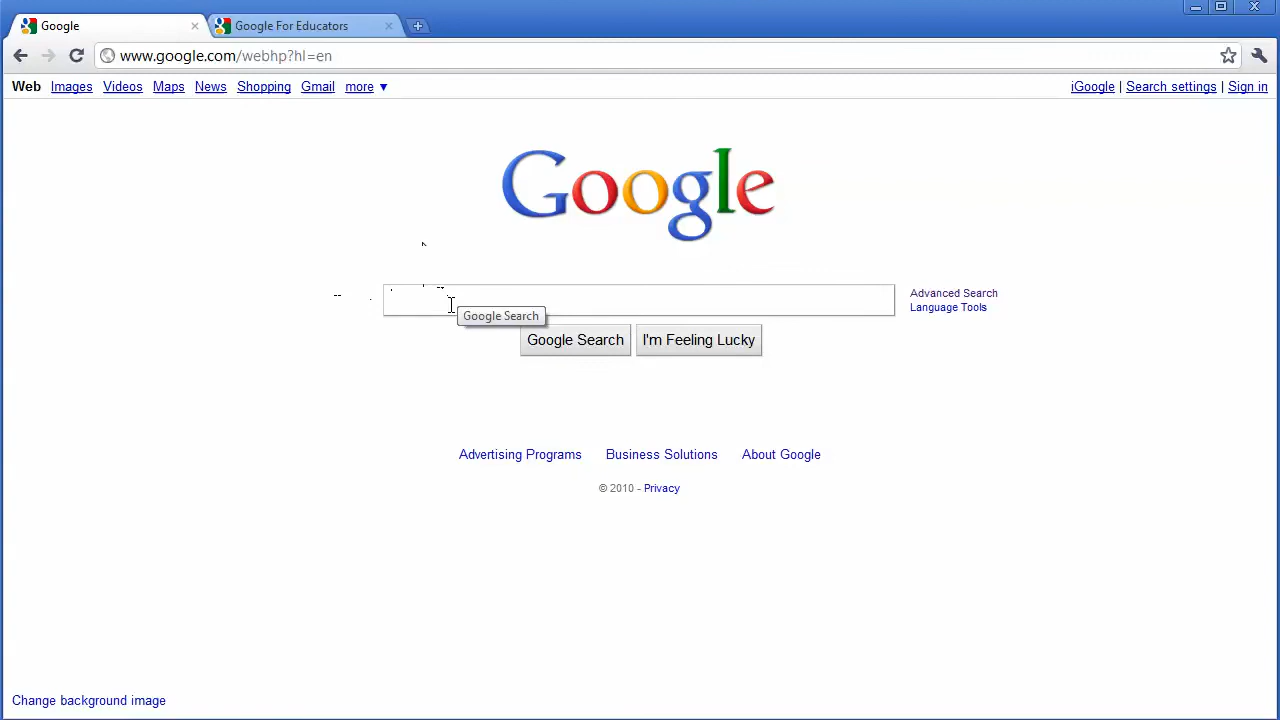 Google
Google For Educators
www.google.com/webhp?hl=en
Web Images Videos Maps News Shopping Gmail more ▼
iGoogle | Search settings | Sign in
Google
Advanced Search
Language Tools
Google Search
Google Search
I'm Feeling Lucky
Advertising Programs Business Solutions About Google
© 2010 - Privacy
Change background image